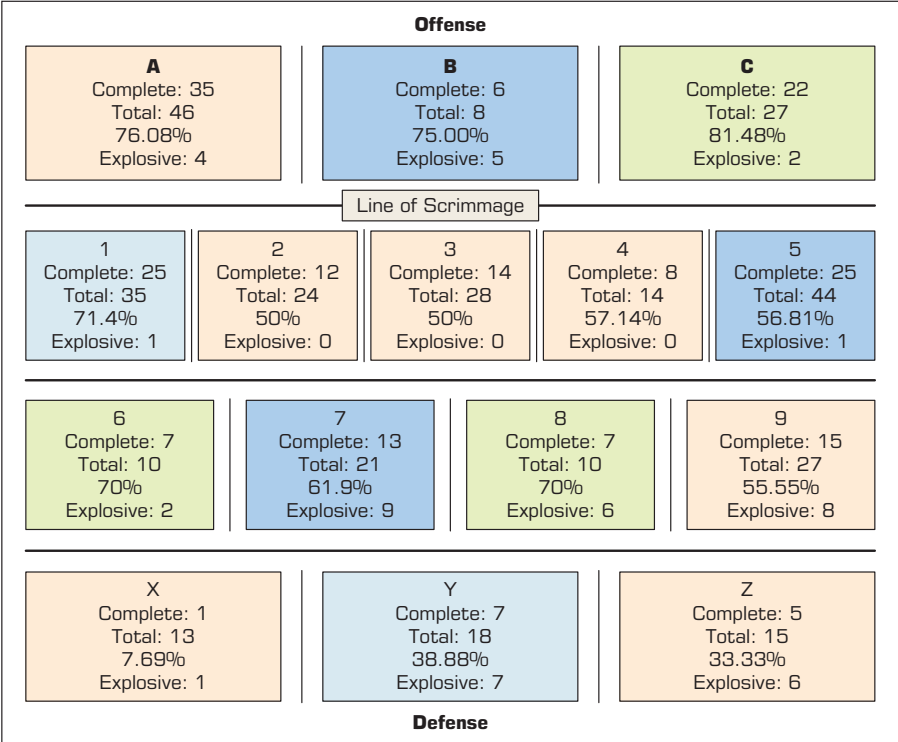 Offense
A
Complete: 35
Total: 46
76.08%
Explosive: 4
B
Complete: 6
Total: 8
75.00%
Explosive: 5
C
Complete: 22
Total: 27
81.48%
Explosive: 2
Line of Scrimmage
1
Complete: 25
Total: 35
71.4%
Explosive: 1
2
Complete: 12
Total: 24
50%
Explosive: 0
3
Complete: 14
Total: 28
50%
Explosive: 0
4
Complete: 8
Total: 14
57.14%
Explosive: 0
5
Complete: 25
Total: 44
56.81%
Explosive: 1
6
Complete: 7
Total: 10
70%
Explosive: 2
7
Complete: 13
Total: 21
61.9%
Explosive: 9
8
Complete: 7
Total: 10
70%
Explosive: 6
9
Complete: 15
Total: 27
55.55%
Explosive: 8
X
Complete: 1
Total: 13
7.69%
Explosive: 1
Y
Complete: 7
Total: 18
38.88%
Explosive: 7
Z
Complete: 5
Total: 15
33.33%
Explosive: 6
Defense